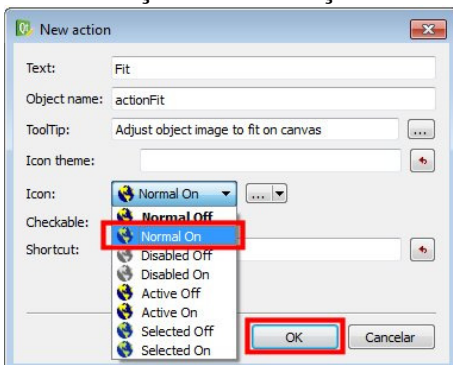 New action
Text: Fit
Object name: actionFit
ToolTip: Adjust object image to fit on canvas ...
Icon theme:
Icon: Normal On ...
Checkable: Normal Off
Normal On
Shortcut: Disabled Off
Disabled On
Active Off
Active On
Selected Off
Selected On
OK Cancelar